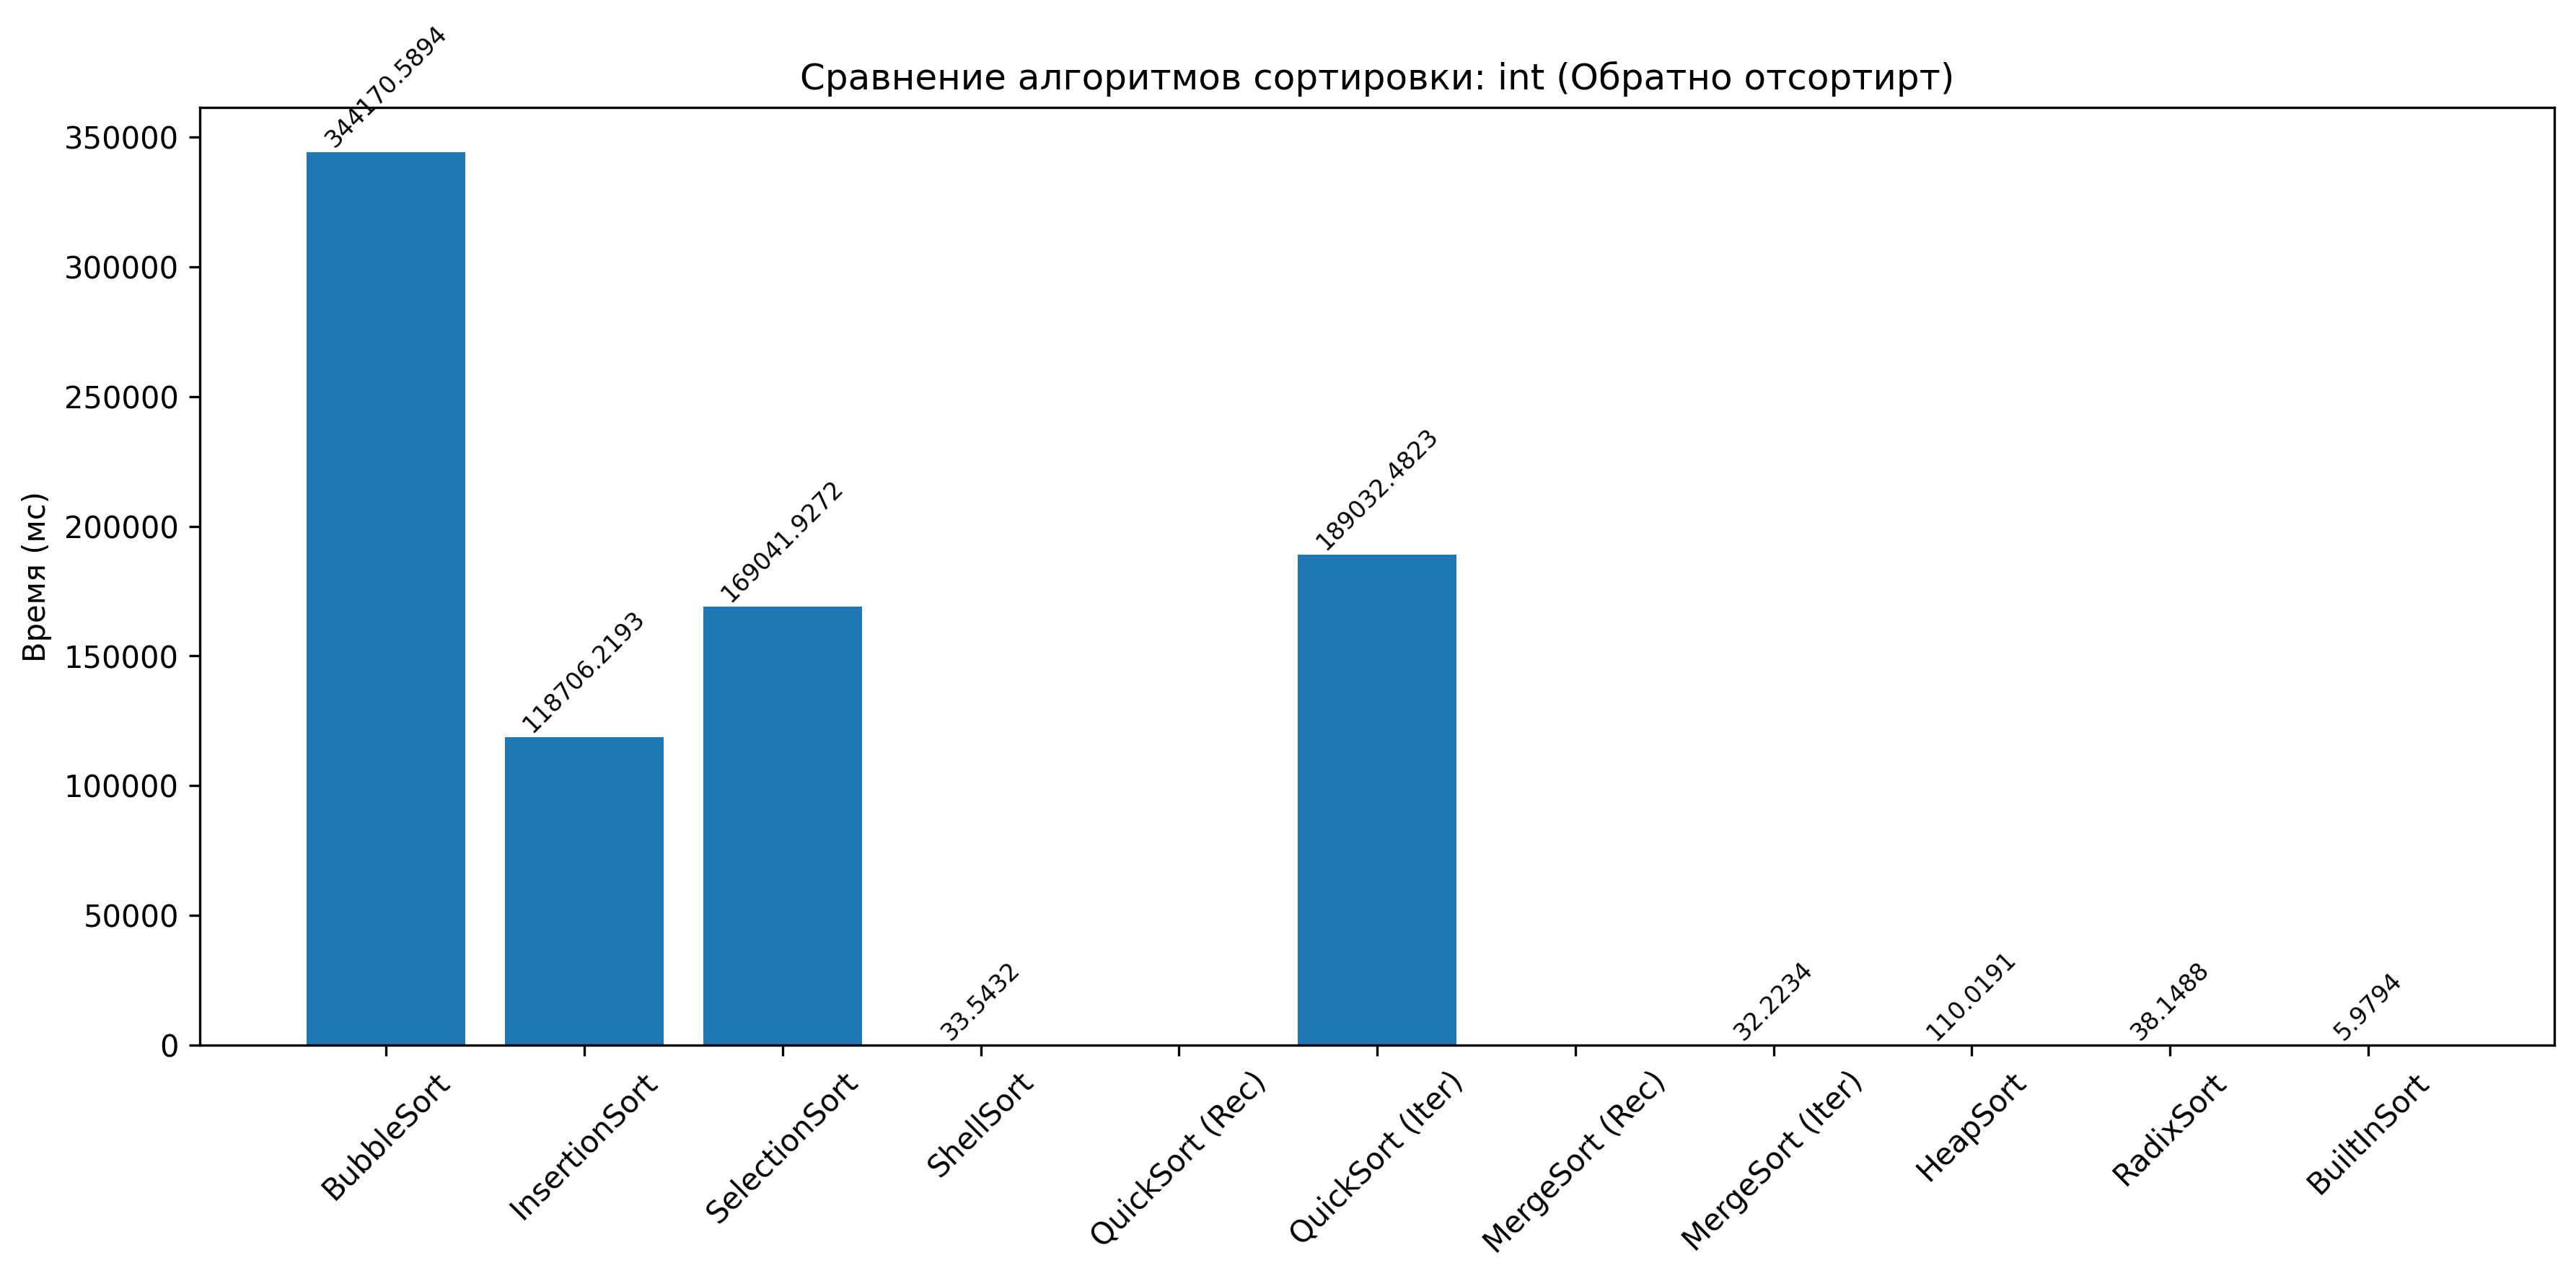 Сравнение алгоритмов сортировки: int (Обратно отсортирт)
Время (мс)
350000
300000
250000
200000
150000
100000
50000
0
344170.5894
118706.2193
169041.9272
33.5432
189032.4823
32.2234
110.0191
38.1488
5.9794
BubbleSort
InsertionSort
SelectionSort
ShellSort
QuickSort (Rec)
QuickSort (Iter)
MergeSort (Rec)
MergeSort (Iter)
HeapSort
RadixSort
BuiltInSort